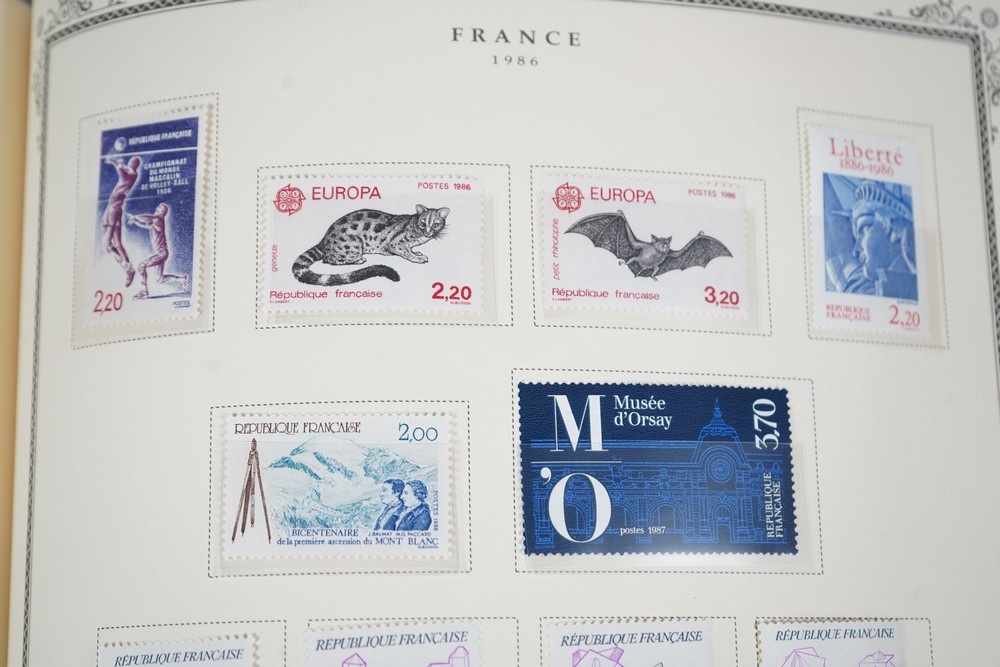 FRANCE
1986
RÉPUBLIQUE FRANÇAISE
CHAMPIONNAT
DU MONDE
MASCULIN
DE VOLLEY-BALL
1986
2,20
EUROPA
POSTES 1986
genette
République française
2,20
EUROPA
POSTES 1986
petit rhinolophe
République française
3,20
Liberté
1886-1986
RÉPUBLIQUE
FRANÇAISE
2,20
RÉPUBLIQUE FRANÇAISE
2,00
POSTES 1986
BICENTENAIRE
J. BALMAT M.G. PACCARD
de la première ascension du MONT BLANC
M'O
Musée
d'Orsay
3,70
RÉPUBLIQUE
FRANÇAISE
postes 1987
RÉPUBLIQUE FRANÇAISE
RÉPUBLIQUE FRANÇAISE
RÉPUBLIQUE FRANÇAISE
RÉPUBLIQUE FRANÇAISE